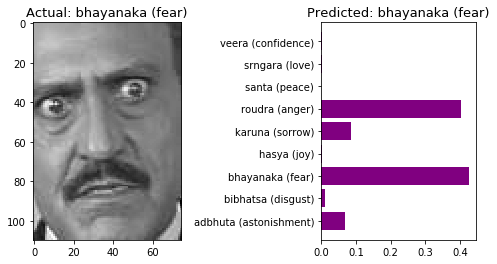 Actual: bhayanaka (fear)
0
20
40
60
80
100
0 20 40 60
Predicted: bhayanaka (fear)
veera (confidence)
srngara (love)
santa (peace)
roudra (anger)
karuna (sorrow)
hasya (joy)
bhayanaka (fear)
bibhatsa (disgust)
adbhuta (astonishment)
0.0 0.1 0.2 0.3 0.4